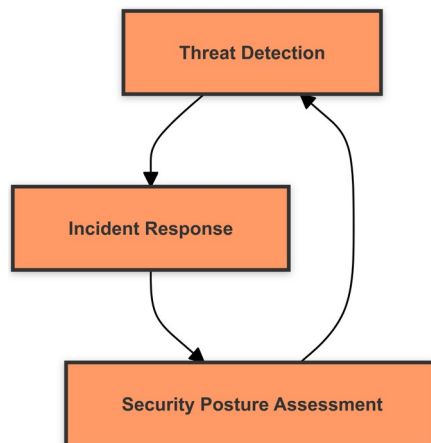 Threat Detection
Incident Response
Security Posture Assessment